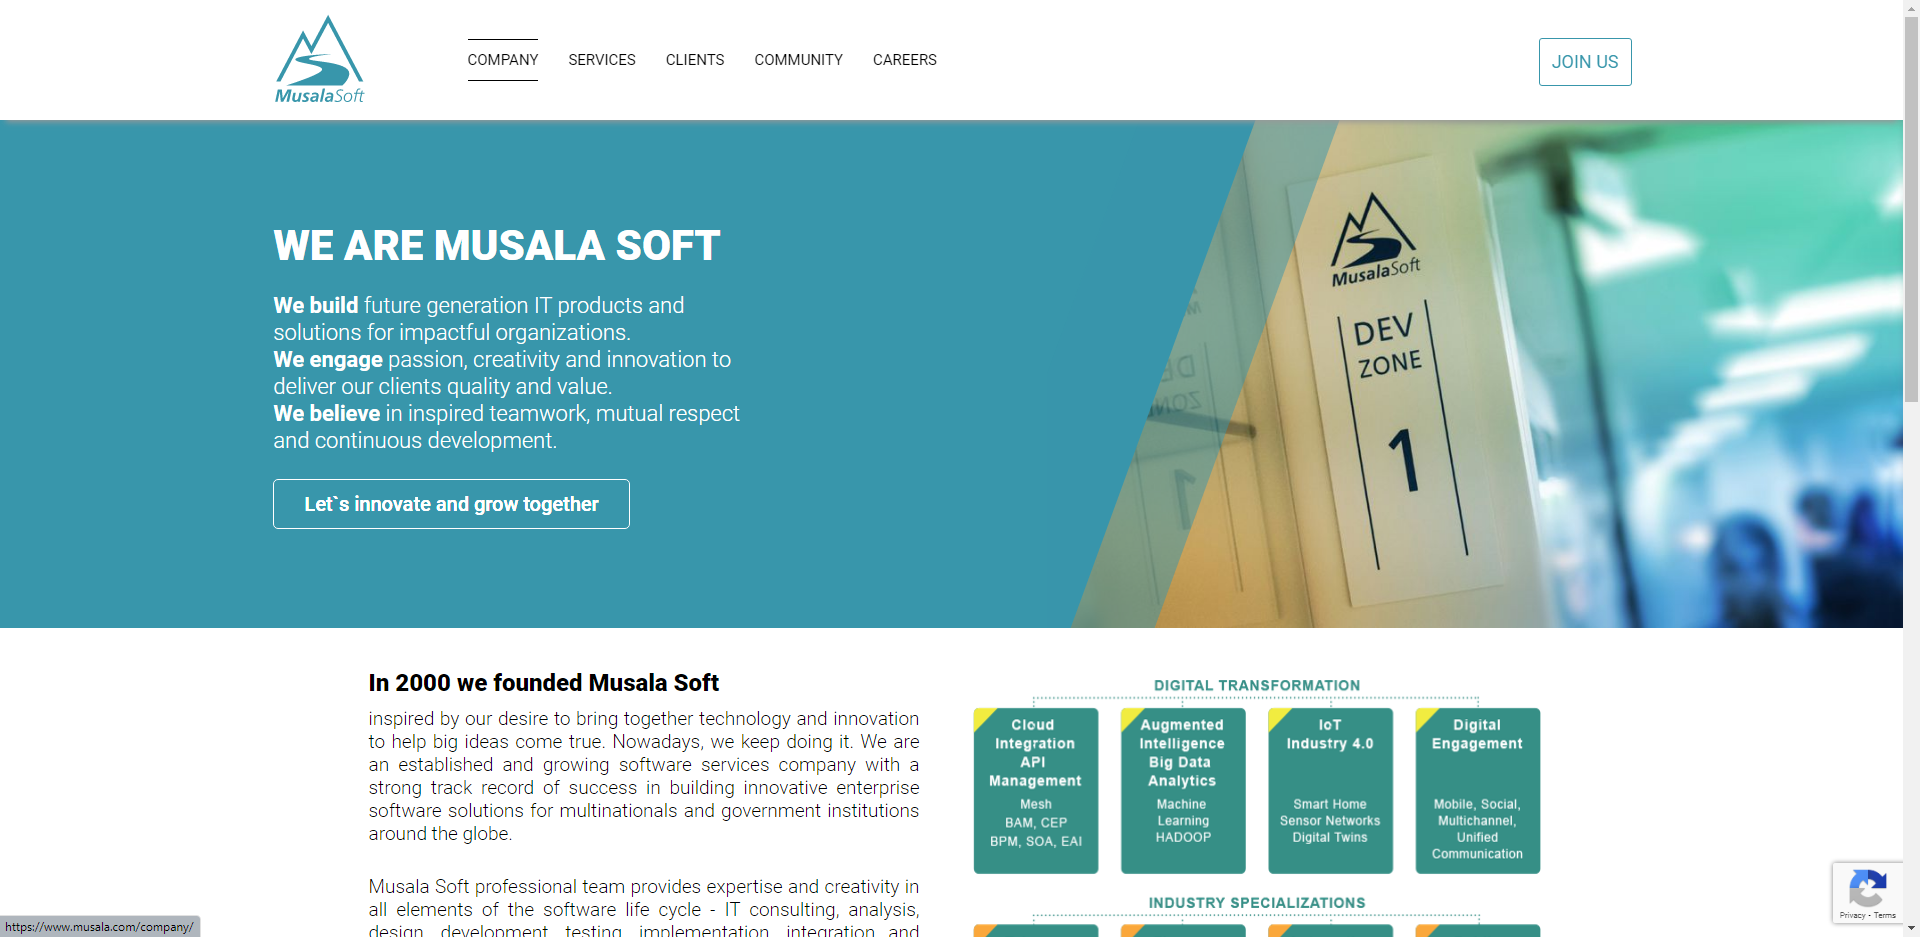 MusalaSoft
COMPANY
SERVICES
CLIENTS
COMMUNITY
CAREERS
JOIN US
WE ARE MUSALA SOFT
We build future generation IT products and
solutions for impactful organizations.
We engage passion, creativity and innovation to
deliver our clients quality and value.
We believe in inspired teamwork, mutual respect
and continuous development.
Let`s innovate and grow together
MusalaSoft
DEV
ZONE
1
In 2000 we founded Musala Soft
inspired by our desire to bring together technology and innovation
to help big ideas come true. Nowadays, we keep doing it. We are
an established and growing software services company with a
strong track record of success in building innovative enterprise
software solutions for multinationals and government institutions
around the globe.
Musala Soft professional team provides expertise and creativity in
all elements of the software life cycle - IT consulting, analysis,
design, development, testing, implementation, integration and
DIGITAL TRANSFORMATION
Cloud
Integration
API
Management
Mesh
BAM, CEP
BPM, SOA, EAI
Augmented
Intelligence
Big Data
Analytics
Machine
Learning
HADOOP
IoT
Industry 4.0
Smart Home
Sensor Networks
Digital Twins
Digital
Engagement
Mobile, Social,
Multichannel,
Unified
Communication
INDUSTRY SPECIALIZATIONS
Privacy - Terms
https://www.musala.com/company/